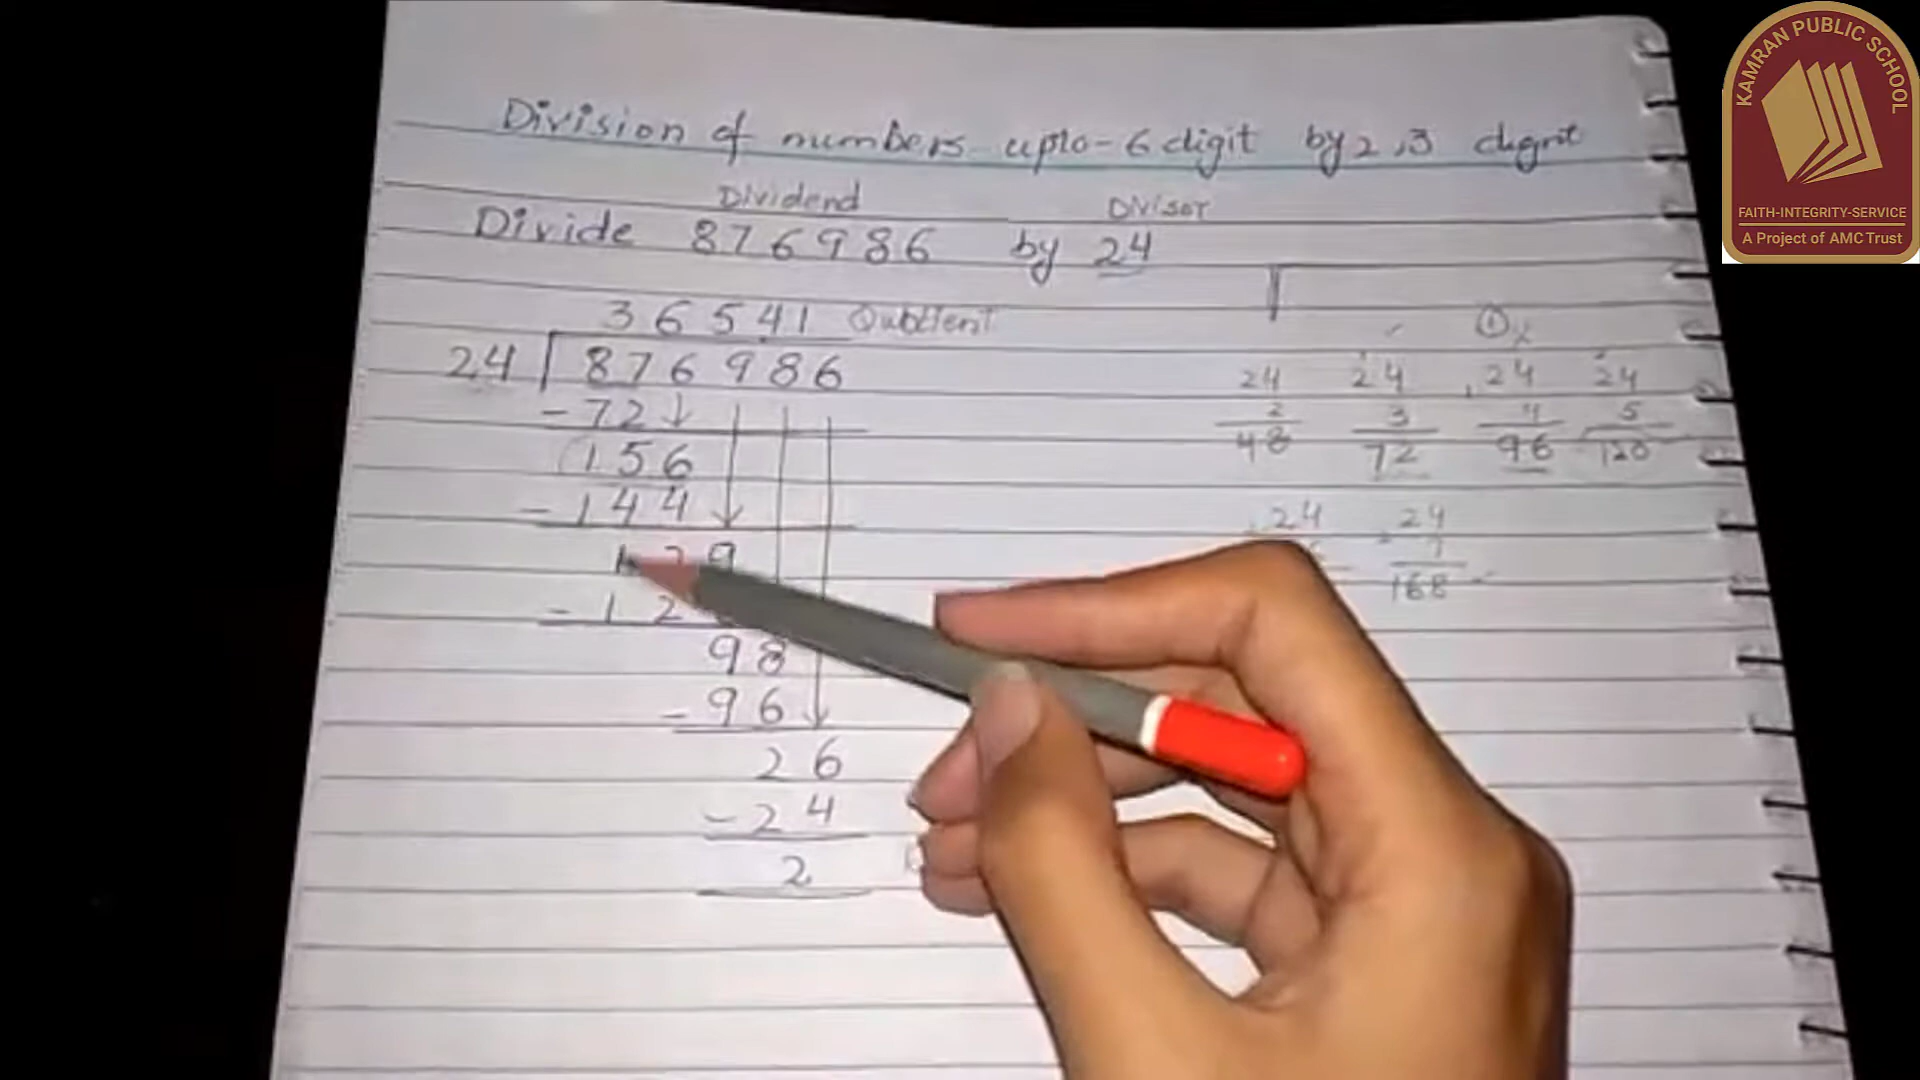 KAMRAN PUBLIC SCHOOL
FAITH-INTEGRITY-SERVICE
A Project of AMC Trust
Division of numbers upto-6 digit by 2,3 digit
Dividend Divisor
Divide 876986 by 24
36541 Quotient
24 876986
-72
156
-144
129
-12
98
-96
26
-24
2
1
24 24 24 24
2 3 4 5
48 72 96 120
24 24
168